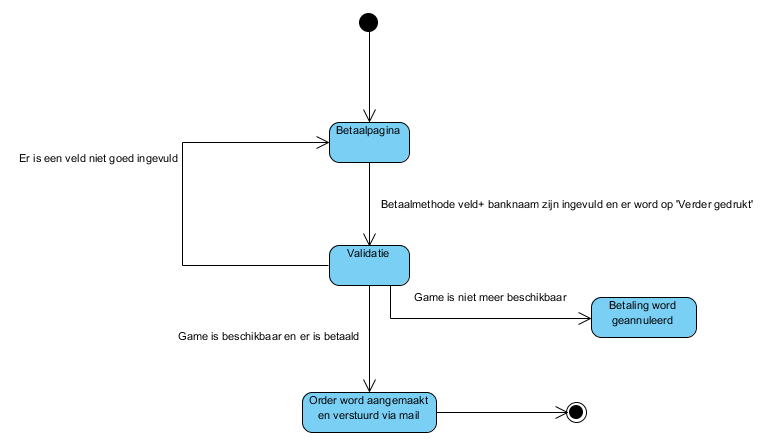 Betaalpagina
Er is een veld niet goed ingevuld
Betaalmethode veld+ banknaam zijn ingevuld en er word op 'Verder gedrukt'
Validatie
Game is niet meer beschikbaar
Betaling word
geannuleerd
Game is beschikbaar en er is betaald
Order word aangemaakt
en verstuurd via mail